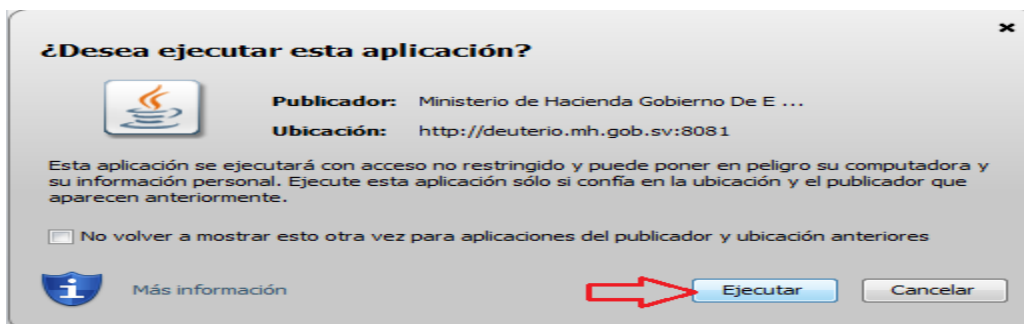 ¿Desea ejecutar esta aplicación?
Publicador: Ministerio de Hacienda Gobierno De E ...
Ubicación: http://deuterio.mh.gob.sv:8081
Esta aplicación se ejecutará con acceso no restringido y puede poner en peligro su computadora y
su información personal. Ejecute esta aplicación sólo si confía en la ubicación y el publicador que
aparecen anteriormente.
No volver a mostrar esto otra vez para aplicaciones del publicador y ubicación anteriores
Más información Ejecutar Cancelar